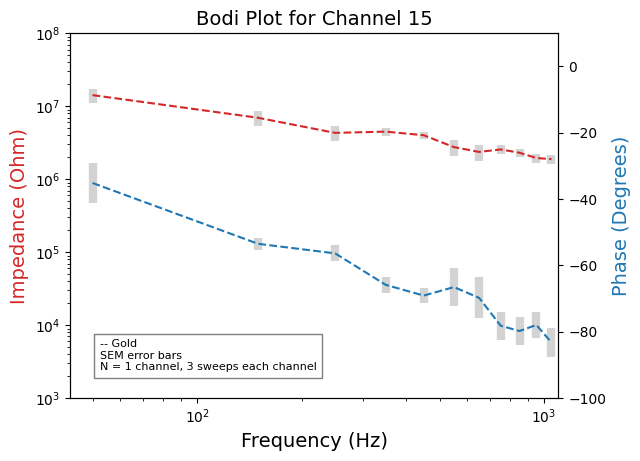 Bodi Plot for Channel 15
Impedance (Ohm)
10^8
10^7
10^6
10^5
10^4
10^3
-- Gold
SEM error bars
N = 1 channel, 3 sweeps each channel
10^2
10^3
Frequency (Hz)
0
−20
−40
−60
−80
−100
Phase (Degrees)